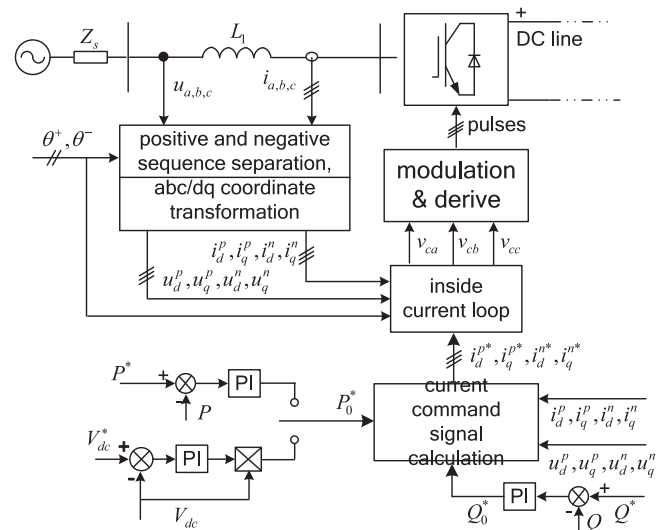 Z_s
L_1
+
DC line
u_{a,b,c}
i_{a,b,c}
pulses
θ^+, θ^-
positive and negative
sequence separation,
abc/dq coordinate
transformation
modulation
& derive
i_d^p, i_q^p, i_d^n, i_q^n
u_d^p, u_q^p, u_d^n, u_q^n
v_{ca}
v_{cb}
v_{cc}
inside
current loop
i_d^{p*}, i_q^{p*}, i_d^{n*}, i_q^{n*}
P^*
+
-
P
PI
P_0^*
current
command
signal
calculation
i_d^p, i_q^p, i_d^n, i_q^n
u_d^p, u_q^p, u_d^n, u_q^n
V_{dc}^*
+
-
PI
V_{dc}
Q_0^*
PI
+
-
Q
Q^*